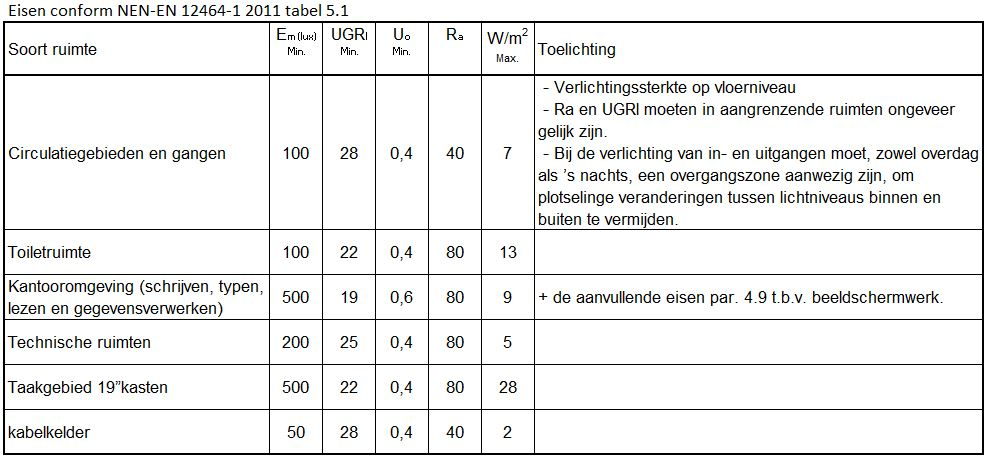 Eisen conform NEN-EN 12464-1 2011 tabel 5.1
Soort ruimte Em (lux) Min. UGRl Min. Uo Min. Ra W/m² Max. Toelichting
Circulatiegebieden en gangen 100 28 0,4 40 7
- Verlichtingssterkte op vloerniveau
- Ra en UGRl moeten in aangrenzende ruimten ongeveer
gelijk zijn.
- Bij de verlichting van in- en uitgangen moet, zowel overdag
als ’s nachts, een overgangszone aanwezig zijn, om
plotselinge veranderingen tussen lichtniveaus binnen en
buiten te vermijden.
Toiletruimte 100 22 0,4 80 13
Kantooromgeving (schrijven, typen,
lezen en gegevensverwerken) 500 19 0,6 80 9 + de aanvullende eisen par. 4.9 t.b.v. beeldschermwerk.
Technische ruimten 200 25 0,4 80 5
Taakgebied 19”kasten 500 22 0,4 80 28
kabelkelder 50 28 0,4 40 2